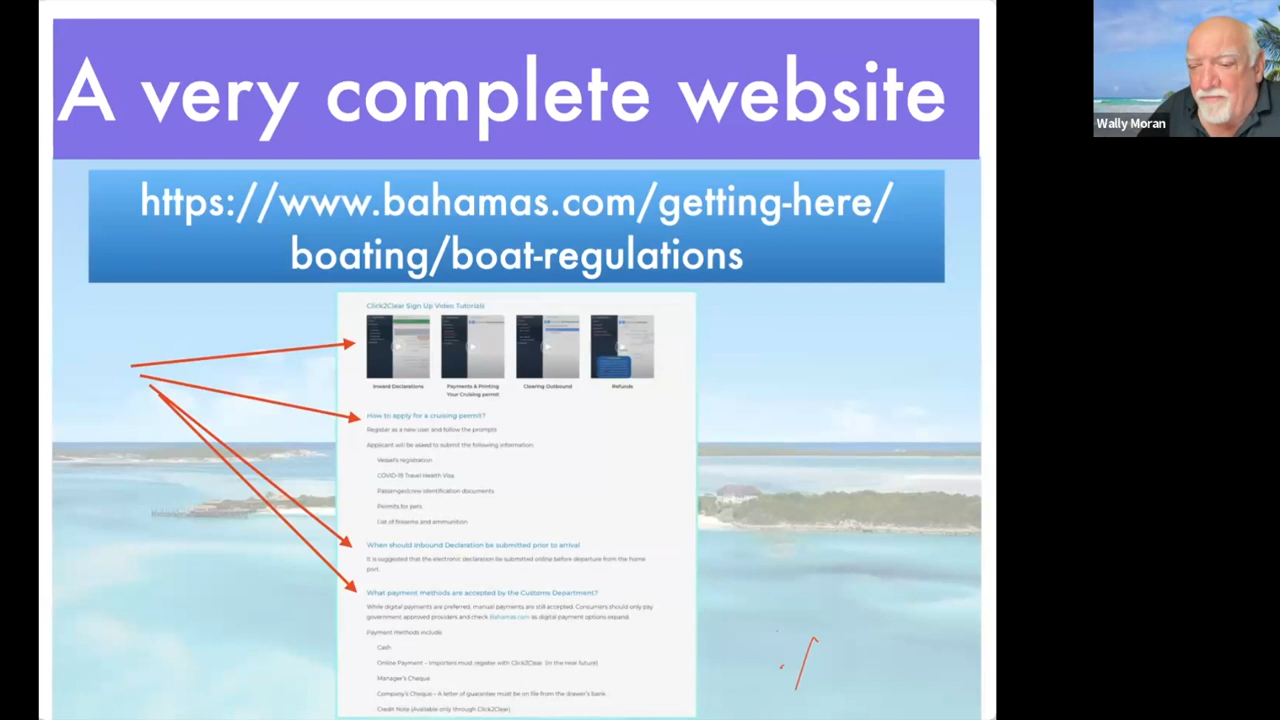 A very complete website
https://www.bahamas.com/getting-here/
boating/boat-regulations
Wally Moran
Click2Clear Sign Up Video Tutorials
Inward Declarations
Payments & Printing
Your Cruising permit
Clearing Outbound
Refunds
How to apply for a cruising permit?
Register as a new user and follow the prompts
Applicant will be asked to submit the following information:
Vessel's registration
COVID-19 Travel Health Visa
Passenger/crew identification documents
Permits for pets
List of firearms and ammunition
When should Inbound Declaration be submitted prior to arrival
It is suggested that the electronic declaration be submitted online before departure from the home
port.
What payment methods are accepted by the Customs Department?
While digital payments are preferred, manual payments are still accepted. Consumers should only pay
government approved providers and check Bahamas.com as digital payment options expand.
Payment methods include:
Cash
Online Payment – Importers must register with Click2Clear (in the near future)
Manager's Cheque
Company's Cheque – A letter of guarantee must be on file from the drawer's bank.
Credit Note (Available only through Click2Clear)